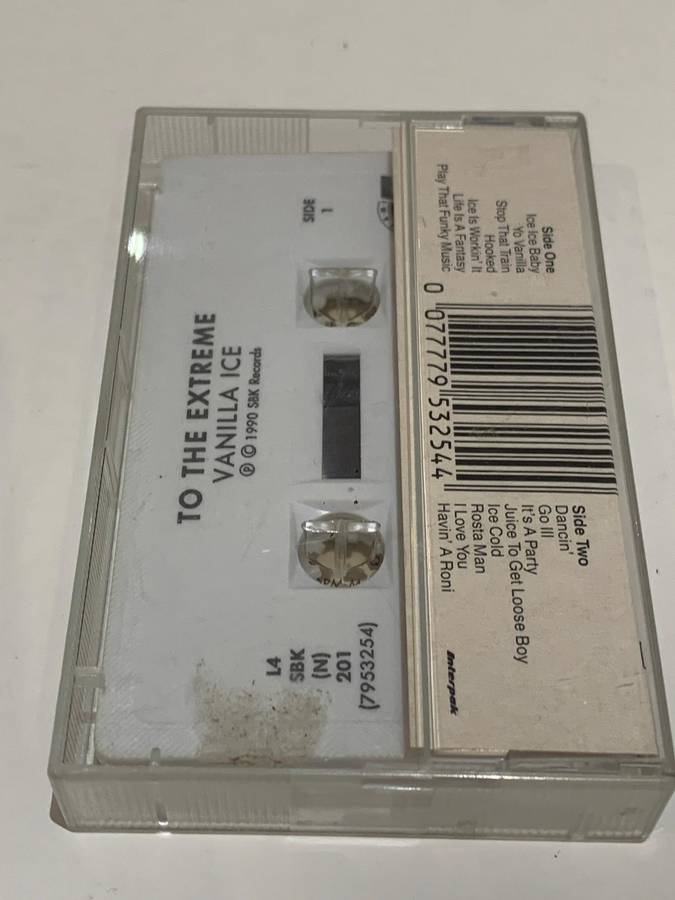 TO THE EXTREME
VANILLA ICE
℗ © 1990 SBK Records
SIDE
1
L4
SBK
(N)
201
(7953254)
Side One
Ice Ice Baby
Yo Vanilla
Stop That Train
Hooked
Ice Is Workin' It
Life Is A Fantasy
Play That Funky Music
0 077779 532544
Side Two
Dancin'
Go Ill
It's A Party
Juice To Get Loose Boy
Ice Cold
Rosta Man
I Love You
Havin' A Roni
Interpak